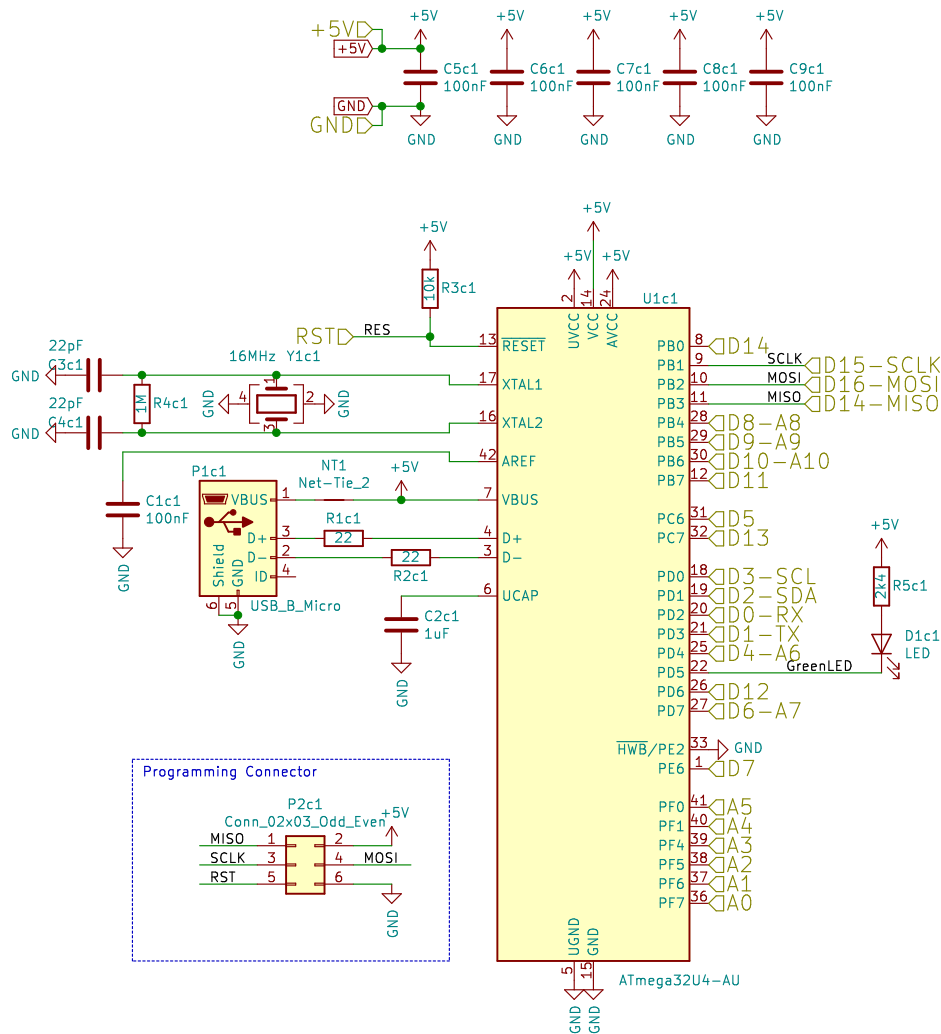 +5V
+5V
+5V
+5V
+5V
+5V
+5V
C5c1
100nF
C6c1
100nF
C7c1
100nF
C8c1
100nF
C9c1
100nF
GND
GND
GND
GND
GND
GND
GND
+5V
+5V
+5V
+5V
10k
R3c1
U1c1
2
14
24
UVCC
VCC
AVCC
RST
RES
13
RESET
22pF
C3c1
GND
16MHz Y1c1
17
XTAL1
1M
R4c1
GND
4
1
2
3
GND
22pF
C4c1
GND
16
XTAL2
42
AREF
P1c1
NT1
Net-Tie_2
+5V
C1c1
100nF
GND
VBUS
1
7
VBUS
R1c1
D+
3
22
4
D+
D-
2
22
3
D-
R2c1
ID
4
Shield
GND
6
5
USB_B_Micro
GND
6
UCAP
C2c1
1uF
GND
PB0
8
D14
PB1
9
SCLK
D15-SCLK
PB2
10
MOSI
D16-MOSI
PB3
11
MISO
D14-MISO
PB4
28
D8-A8
PB5
29
D9-A9
PB6
30
D10-A10
PB7
12
D11
PC6
31
D5
PC7
32
D13
+5V
2k4
R5c1
D1c1
LED
PD0
18
D3-SCL
PD1
19
D2-SDA
PD2
20
D0-RX
PD3
21
D1-TX
PD4
25
D4-A6
PD5
22
GreenLED
PD6
26
D12
PD7
27
D6-A7
HWB/PE2
33
GND
PE6
1
D7
PF0
41
A5
PF1
40
A4
PF4
39
A3
PF5
38
A2
PF6
37
A1
PF7
36
A0
UGND
GND
5
15
ATmega32U4-AU
GND
GND
Programming Connector
P2c1
Conn_02x03_Odd_Even
+5V
MISO
1
2
SCLK
3
4
MOSI
RST
5
6
GND